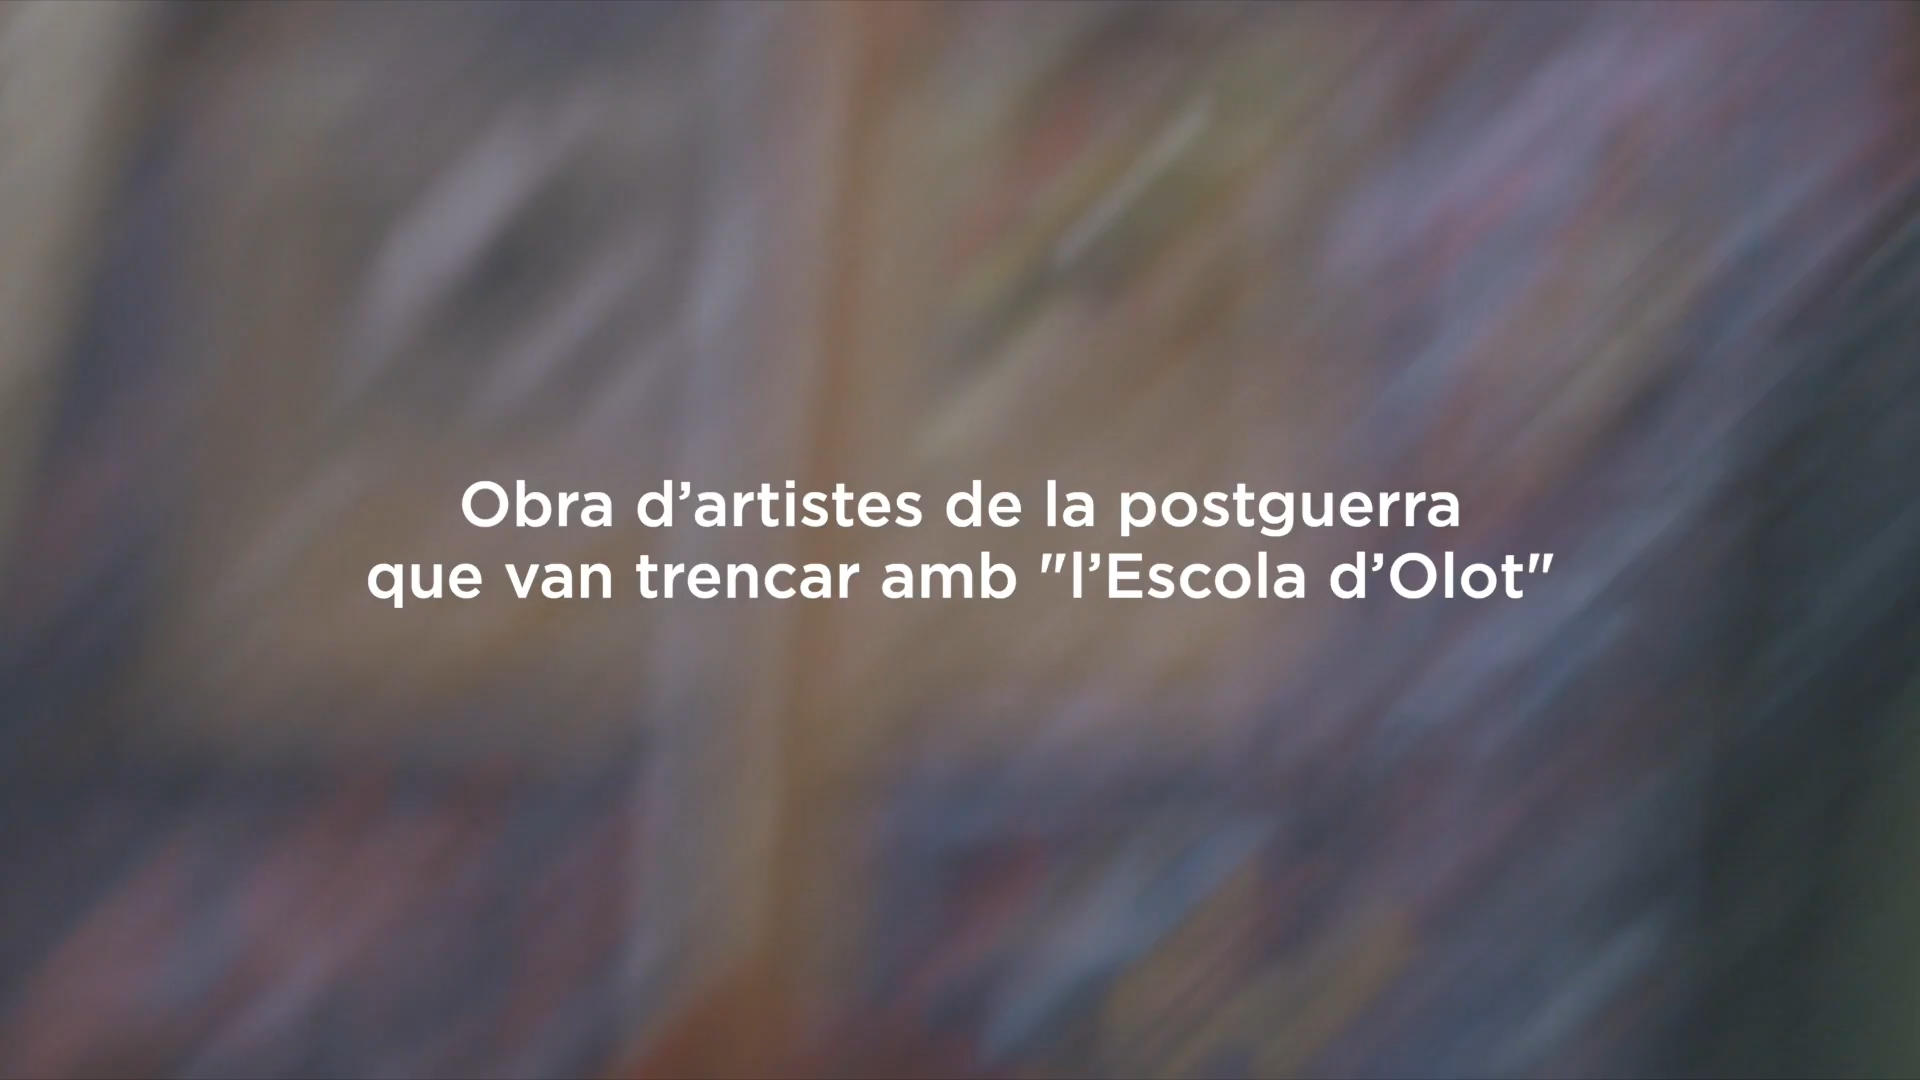 Obra d’artistes de la postguerra
que van trencar amb "l’Escola d’Olot"